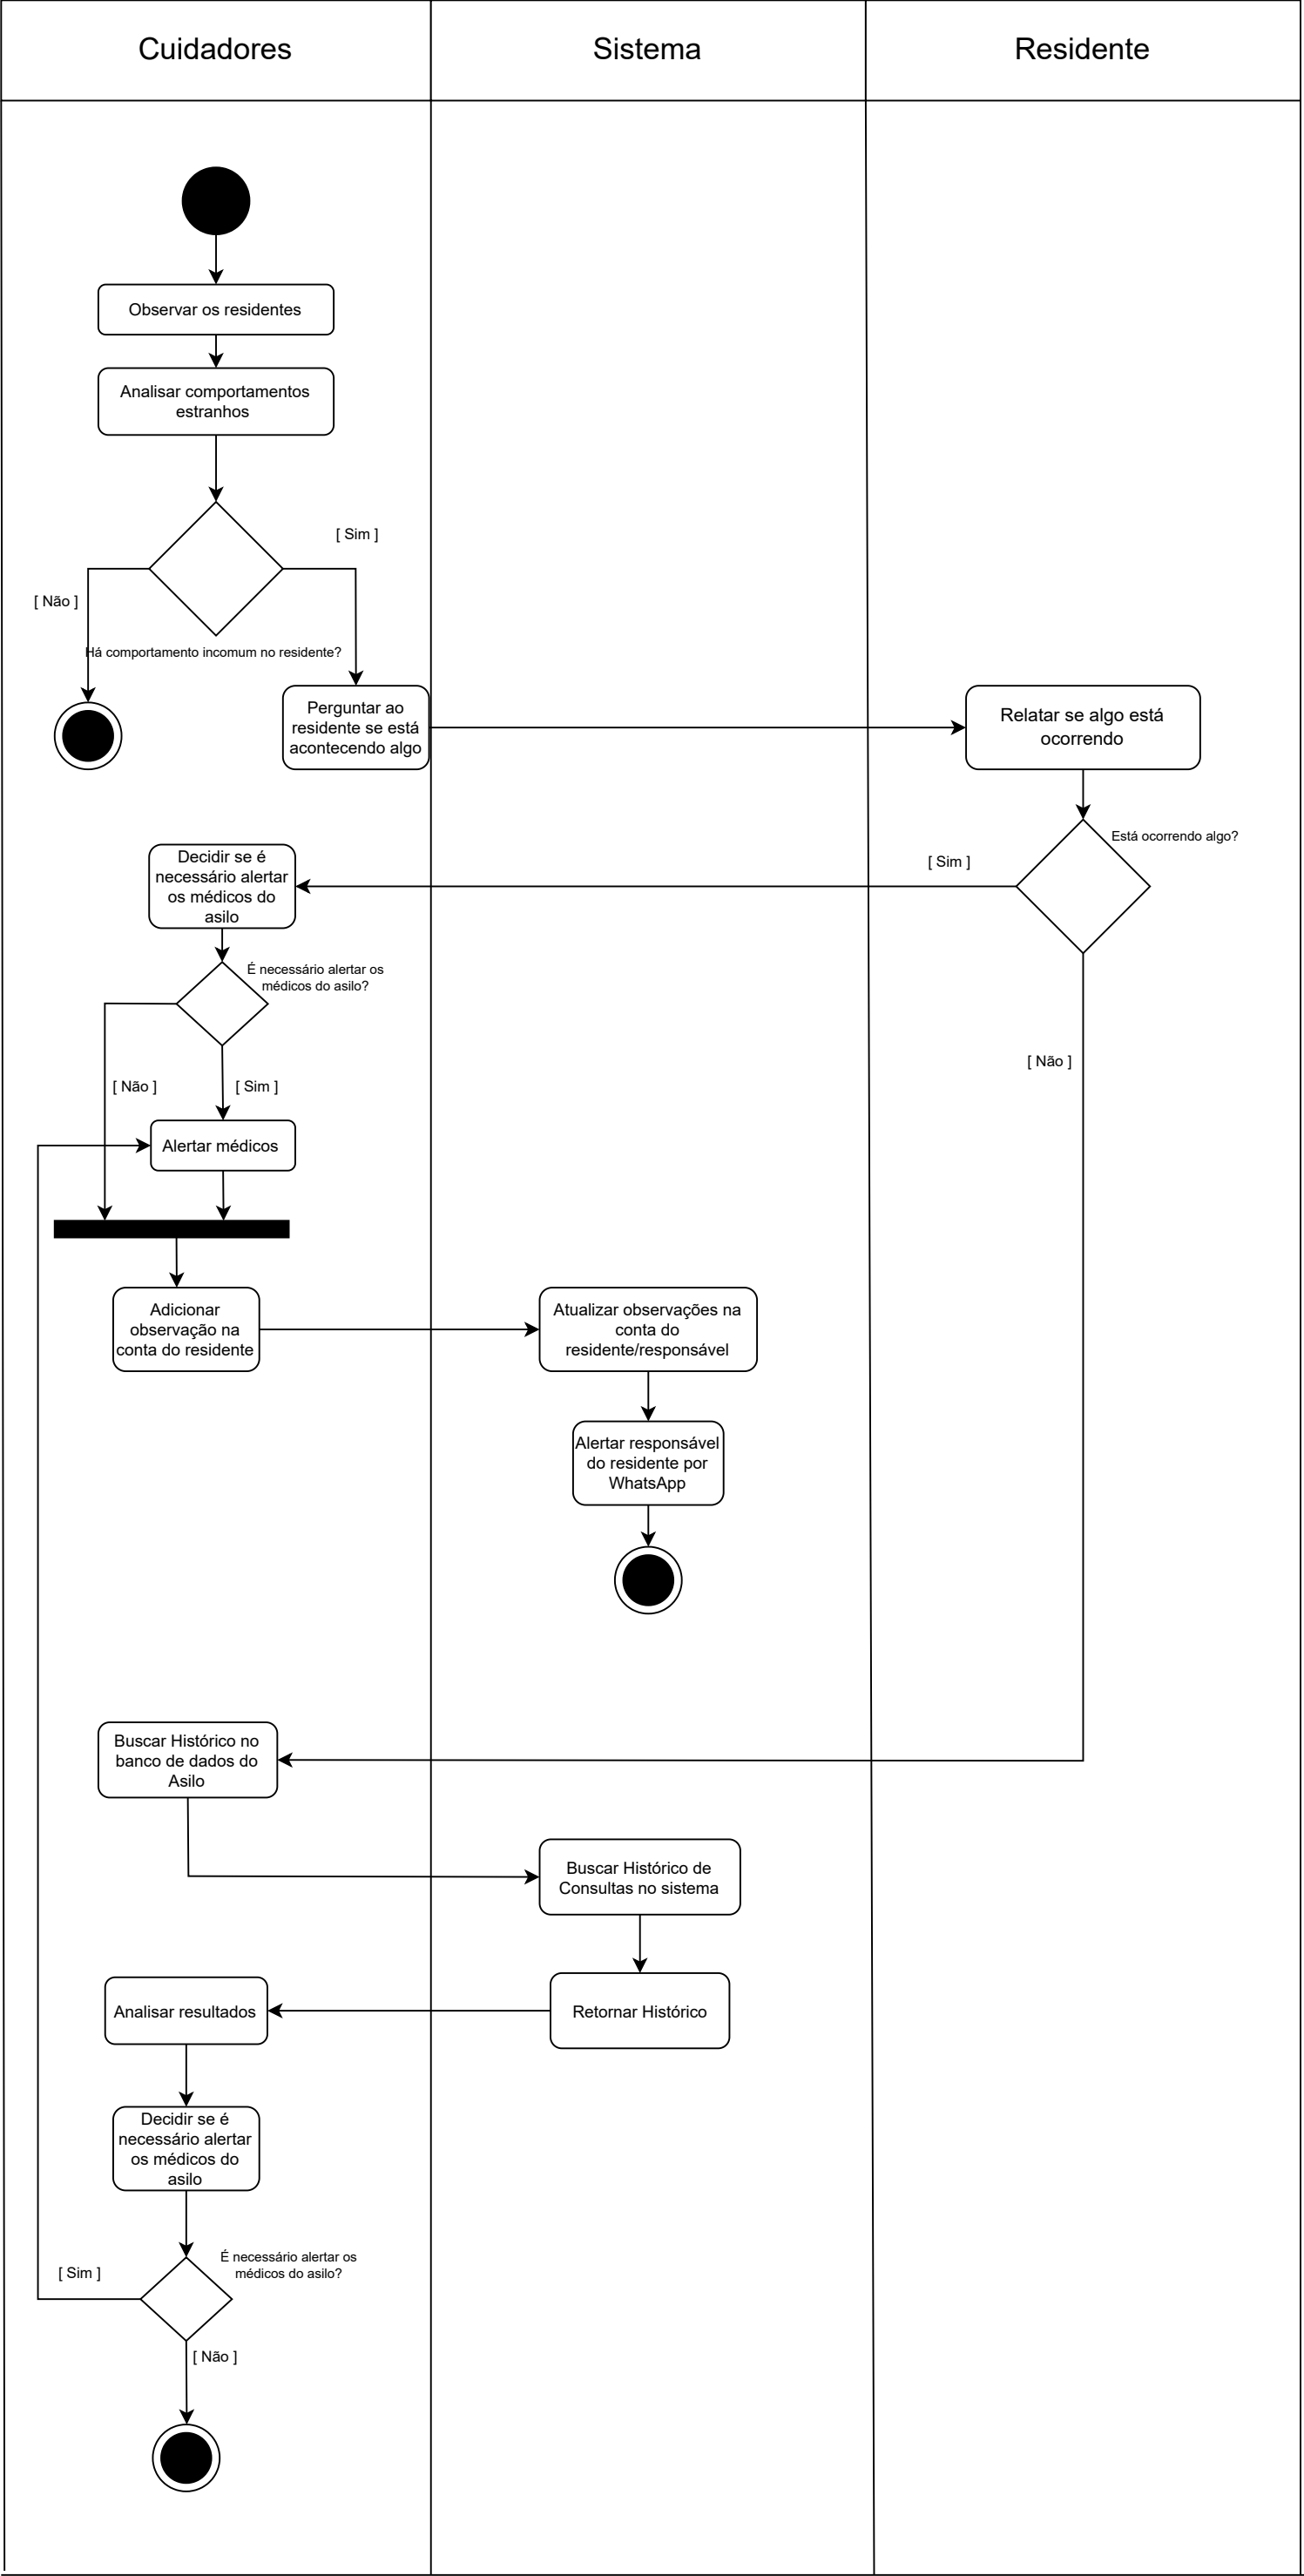 Cuidadores
Sistema
Residente
Observar os residentes
Analisar comportamentos
estranhos
[ Sim ]
[ Não ]
Há comportamento incomum no residente?
Perguntar ao
residente se está
acontecendo algo
Relatar se algo está
ocorrendo
Está ocorrendo algo?
[ Sim ]
Decidir se é
necessário alertar
os médicos do
asilo
É necessário alertar os
médicos do asilo?
[ Não ]
[ Não ]
[ Sim ]
Alertar médicos
Adicionar
observação na
conta do residente
Atualizar observações na
conta do
residente/responsável
Alertar responsável
do residente por
WhatsApp
Buscar Histórico no
banco de dados do
Asilo
Buscar Histórico de
Consultas no sistema
Analisar resultados
Retornar Histórico
Decidir se é
necessário alertar
os médicos do
asilo
É necessário alertar os
médicos do asilo?
[ Sim ]
[ Não ]